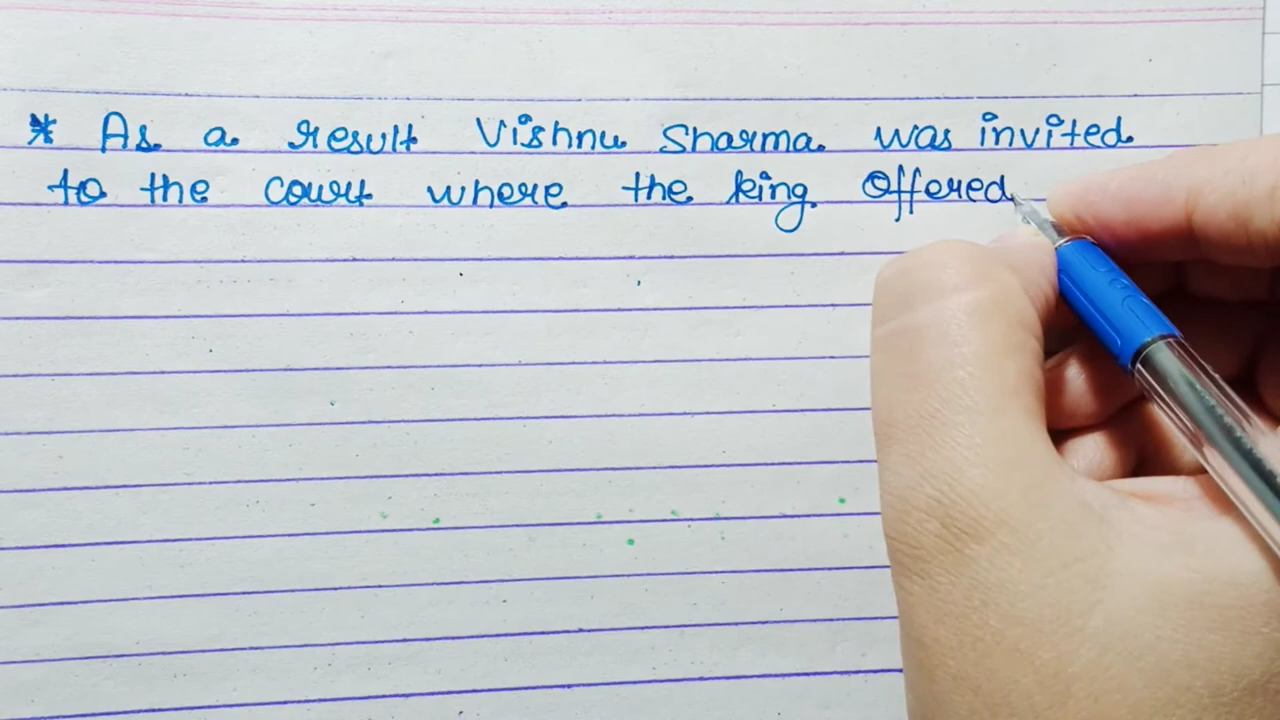 * As a result Vishnu Sharma was invited
to the court where the king offered